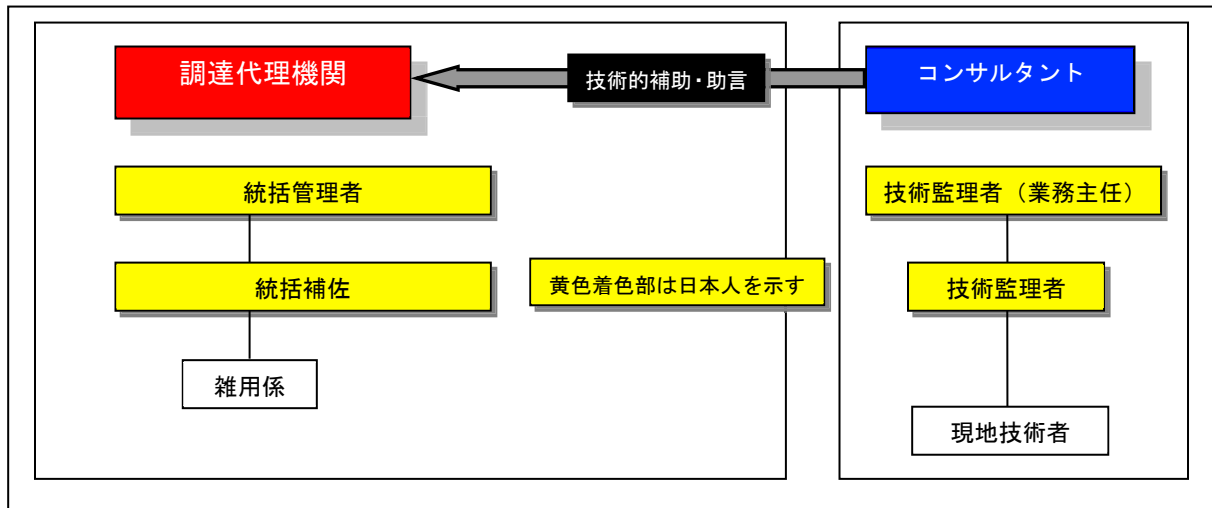 調達代理機関
技術的補助・助言
コンサルタント
統括管理者
技術監理者（業務主任）
統括補佐
黄色着色部は日本人を示す
技術監理者
雑用係
現地技術者